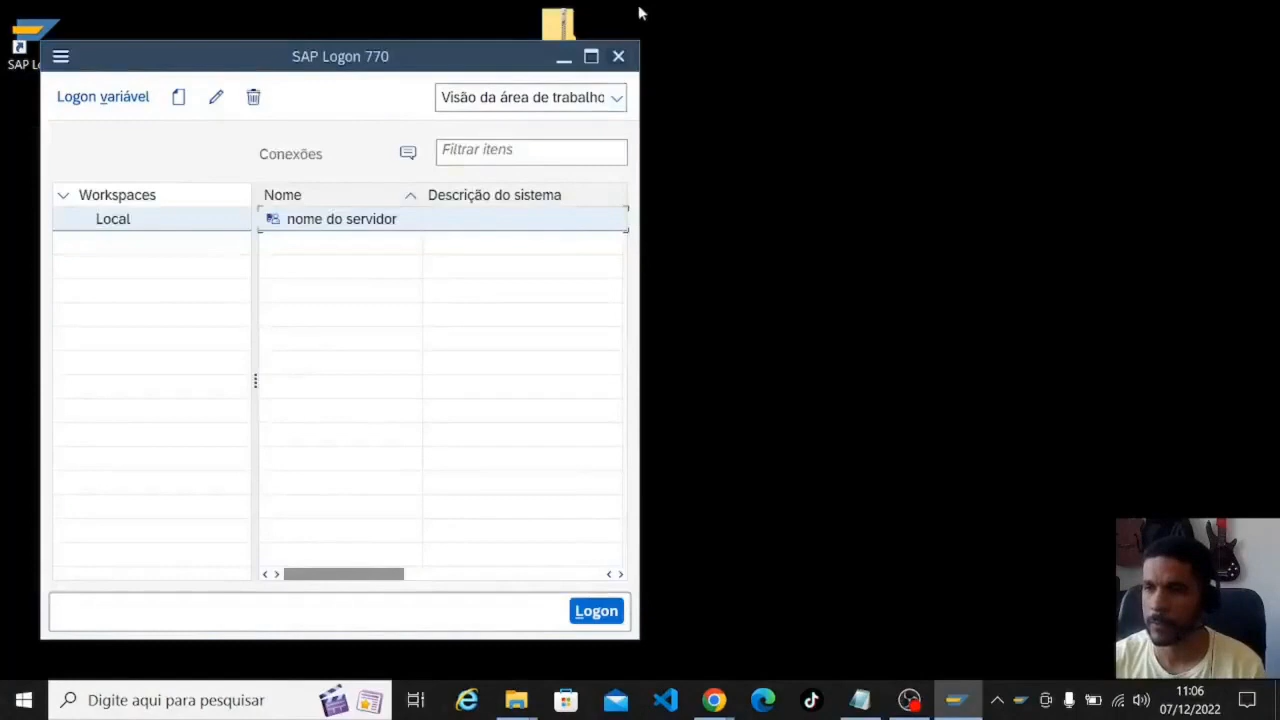 SAP Lo
SAP Logon 770
Logon variável
Visão da área de trabalho
Conexões
Filtrar itens
Workspaces
Nome
Descrição do sistema
Local
nome do servidor
Logon
Digite aqui para pesquisar
11:06
07/12/2022